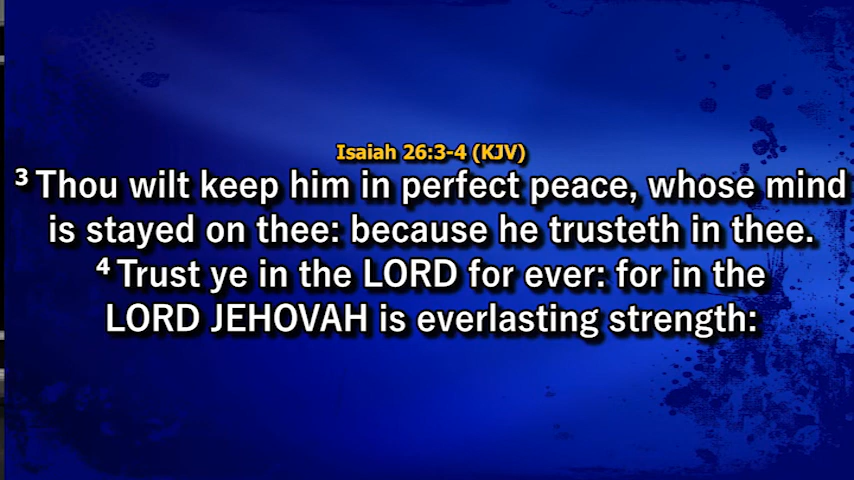 Isaiah 26:3-4 (KJV)
3 Thou wilt keep him in perfect peace, whose mind
is stayed on thee: because he trusteth in thee.
4 Trust ye in the LORD for ever: for in the
LORD JEHOVAH is everlasting strength: